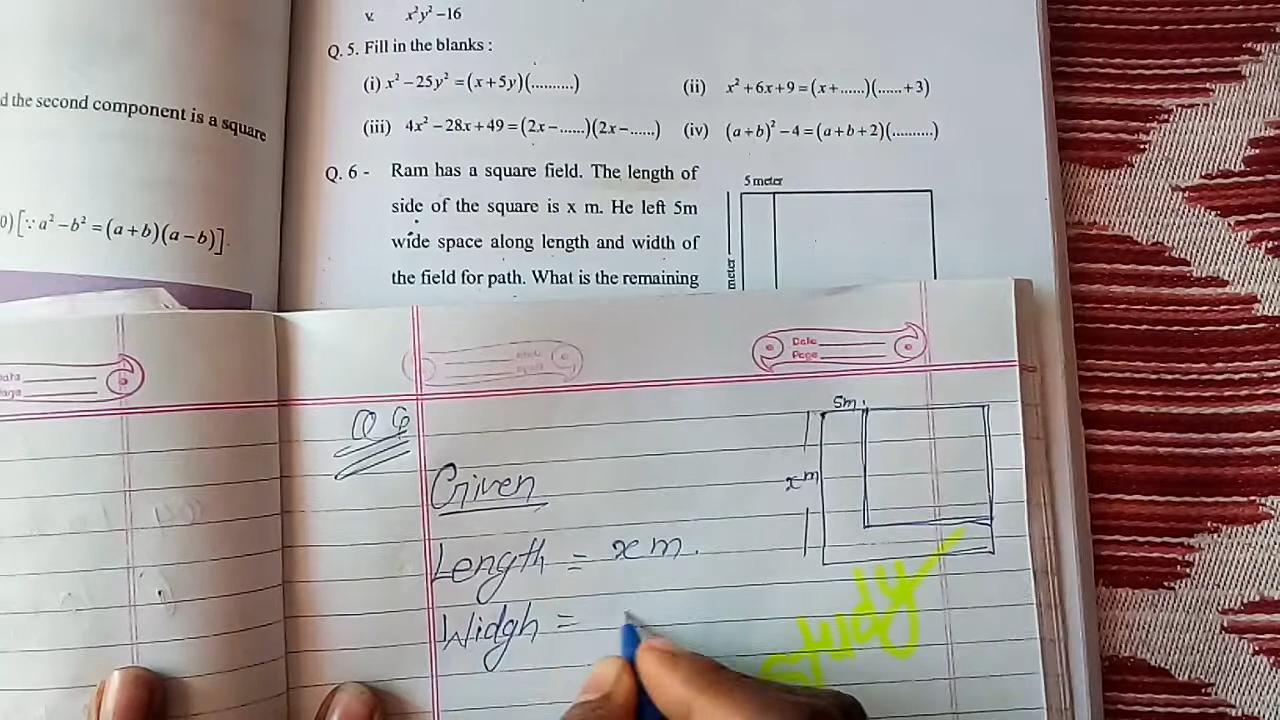 v. x²y² –16
Q. 5. Fill in the blanks :
(i) x² – 25y² = (x + 5y)(..........) (ii) x² + 6x + 9 = (x + ......)(...... + 3)
(iii) 4x² – 28x + 49 = (2x – ......)(2x – ......) (iv) (a + b)² – 4 = (a + b + 2)(..........)
d the second component is a square
0) [∵ a² – b² = (a + b)(a – b)].
Q. 6 - Ram has a square field. The length of
side of the square is x m. He left 5m
wide space along length and width of
the field for path. What is the remaining
5 meter
meter
Date
Page
Q 6
5m.
x m
Given
Length = x m.
Widgh =
Study